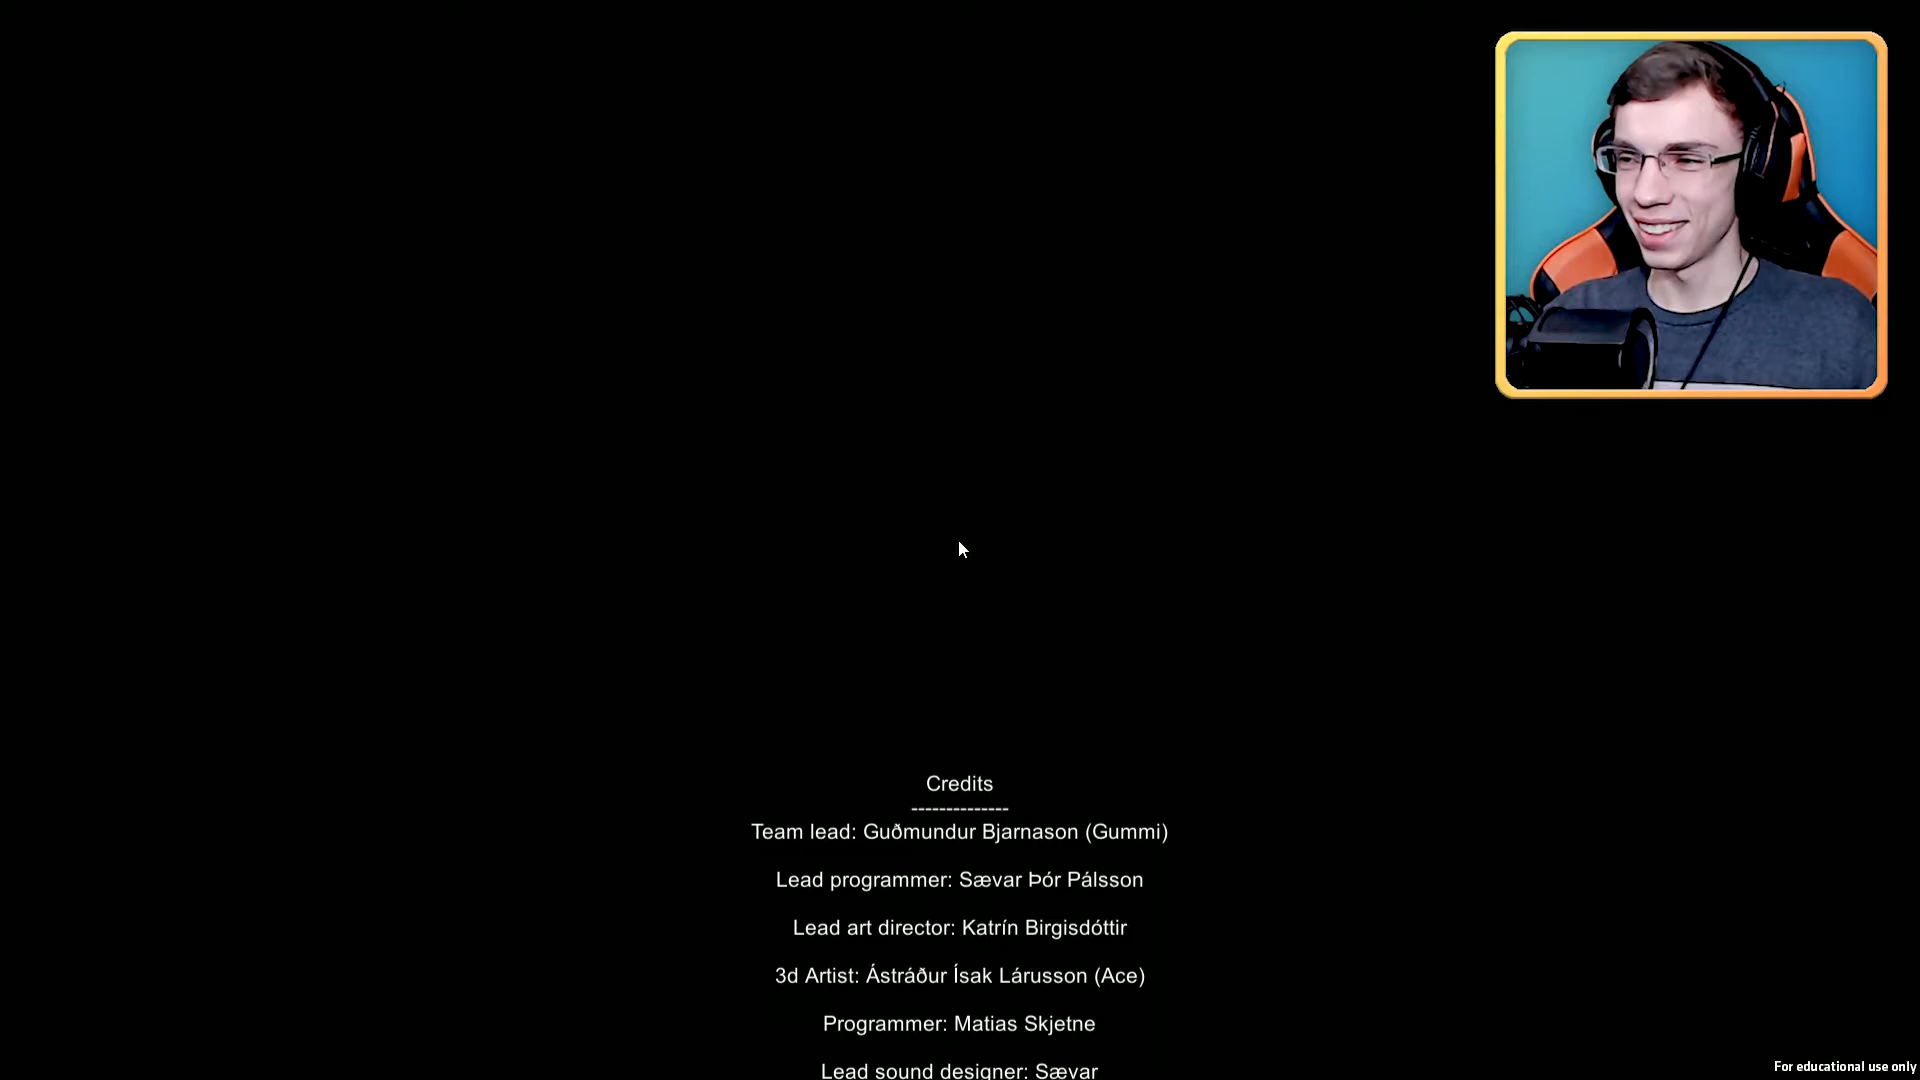 Credits
--------------
Team lead: Guðmundur Bjarnason (Gummi)
Lead programmer: Sævar Þór Pálsson
Lead art director: Katrín Birgisdóttir
3d Artist: Ástráður Ísak Lárusson (Ace)
Programmer: Matias Skjetne
Lead sound designer: Sævar
For educational use only